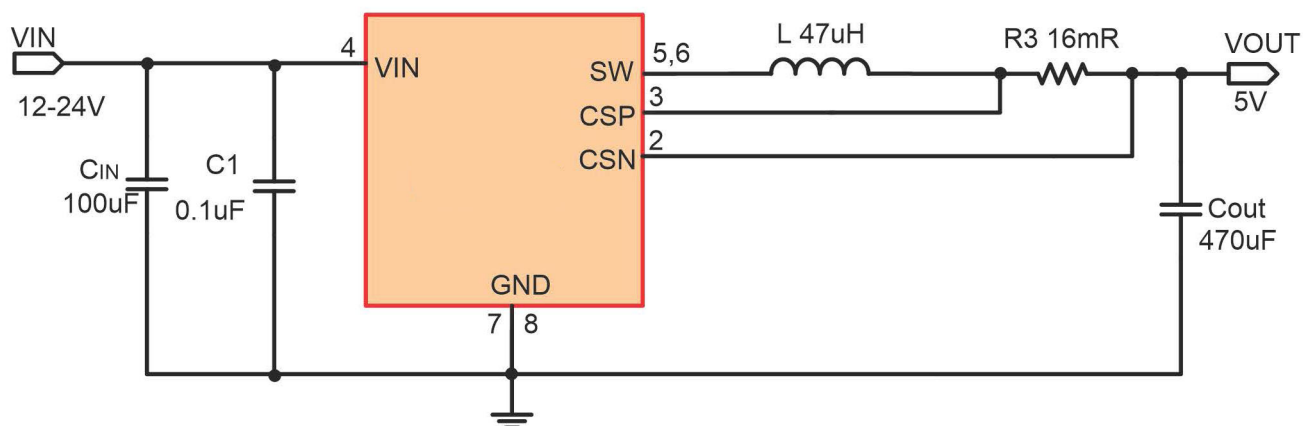 VIN
12-24V
CIN
100uF
C1
0.1uF
4
VIN
SW
CSP
CSN
GND
7 8
5,6
3
2
L 47uH
R3 16mR
VOUT
5V
Cout
470uF